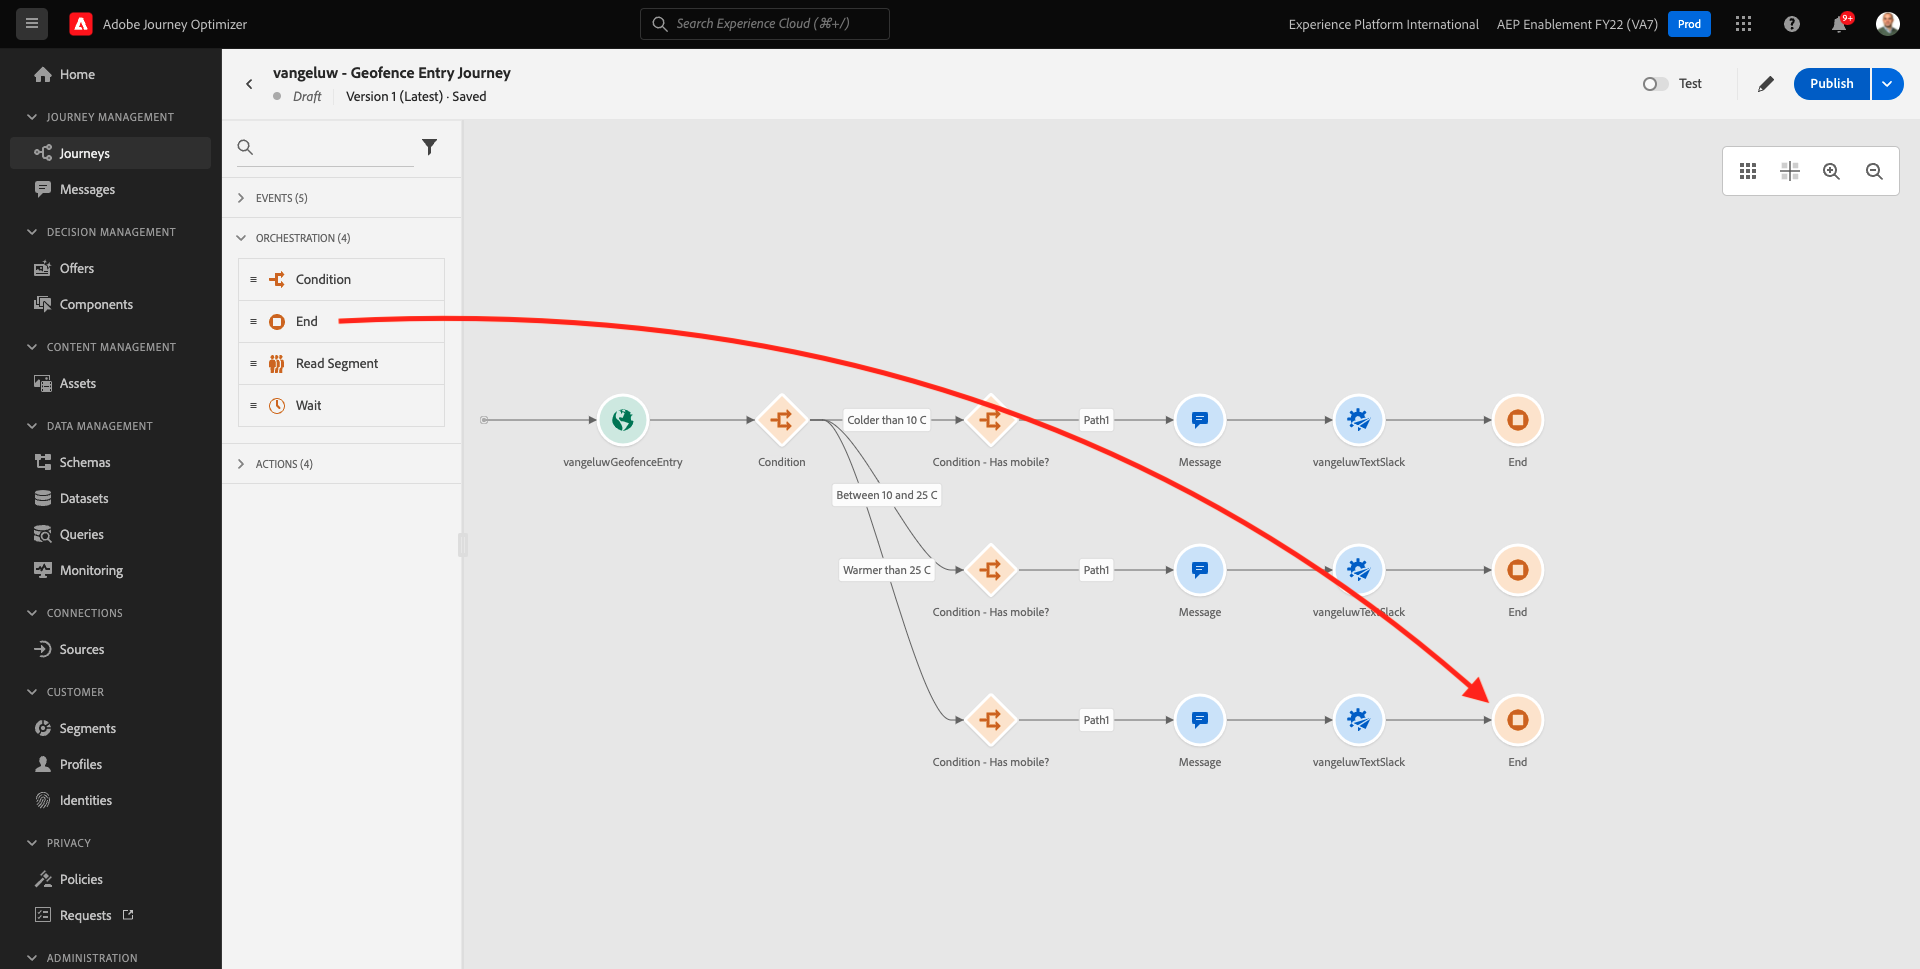 Adobe Journey Optimizer
Search Experience Cloud (⌘+/)
Experience Platform International
AEP Enablement FY22 (VA7)
Prod
9+
Home
JOURNEY MANAGEMENT
Journeys
Messages
DECISION MANAGEMENT
Offers
Components
CONTENT MANAGEMENT
Assets
DATA MANAGEMENT
Schemas
Datasets
Queries
Monitoring
CONNECTIONS
Sources
CUSTOMER
Segments
Profiles
Identities
PRIVACY
Policies
Requests
ADMINISTRATION
vangeluw - Geofence Entry Journey
Draft
Version 1 (Latest) · Saved
Test
Publish
EVENTS (5)
ORCHESTRATION (4)
Condition
End
Read Segment
Wait
ACTIONS (4)
vangeluwGeofenceEntry
Condition
Colder than 10 C
Condition - Has mobile?
Path1
Message
vangeluwTextSlack
End
Between 10 and 25 C
Warmer than 25 C
Condition - Has mobile?
Path1
Message
vangeluwTextSlack
End
Condition - Has mobile?
Path1
Message
vangeluwTextSlack
End